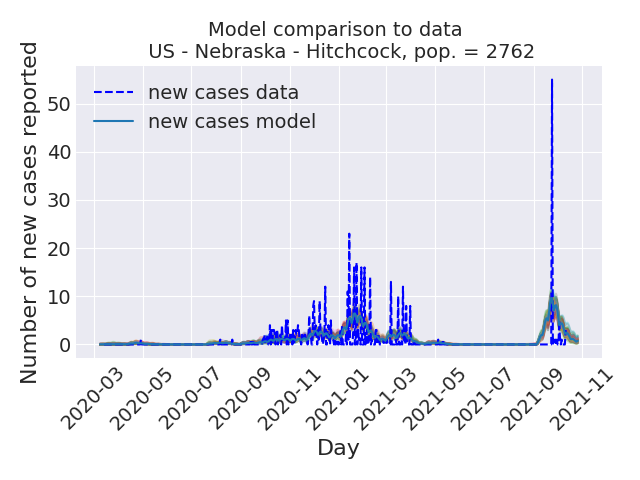 Model comparison to data
US - Nebraska - Hitchcock, pop. = 2762
Number of new cases reported
50
40
30
20
10
0
new cases data
new cases model
2020-03
2020-05
2020-07
2020-09
2020-11
2021-01
2021-03
2021-05
2021-07
2021-09
2021-11
Day